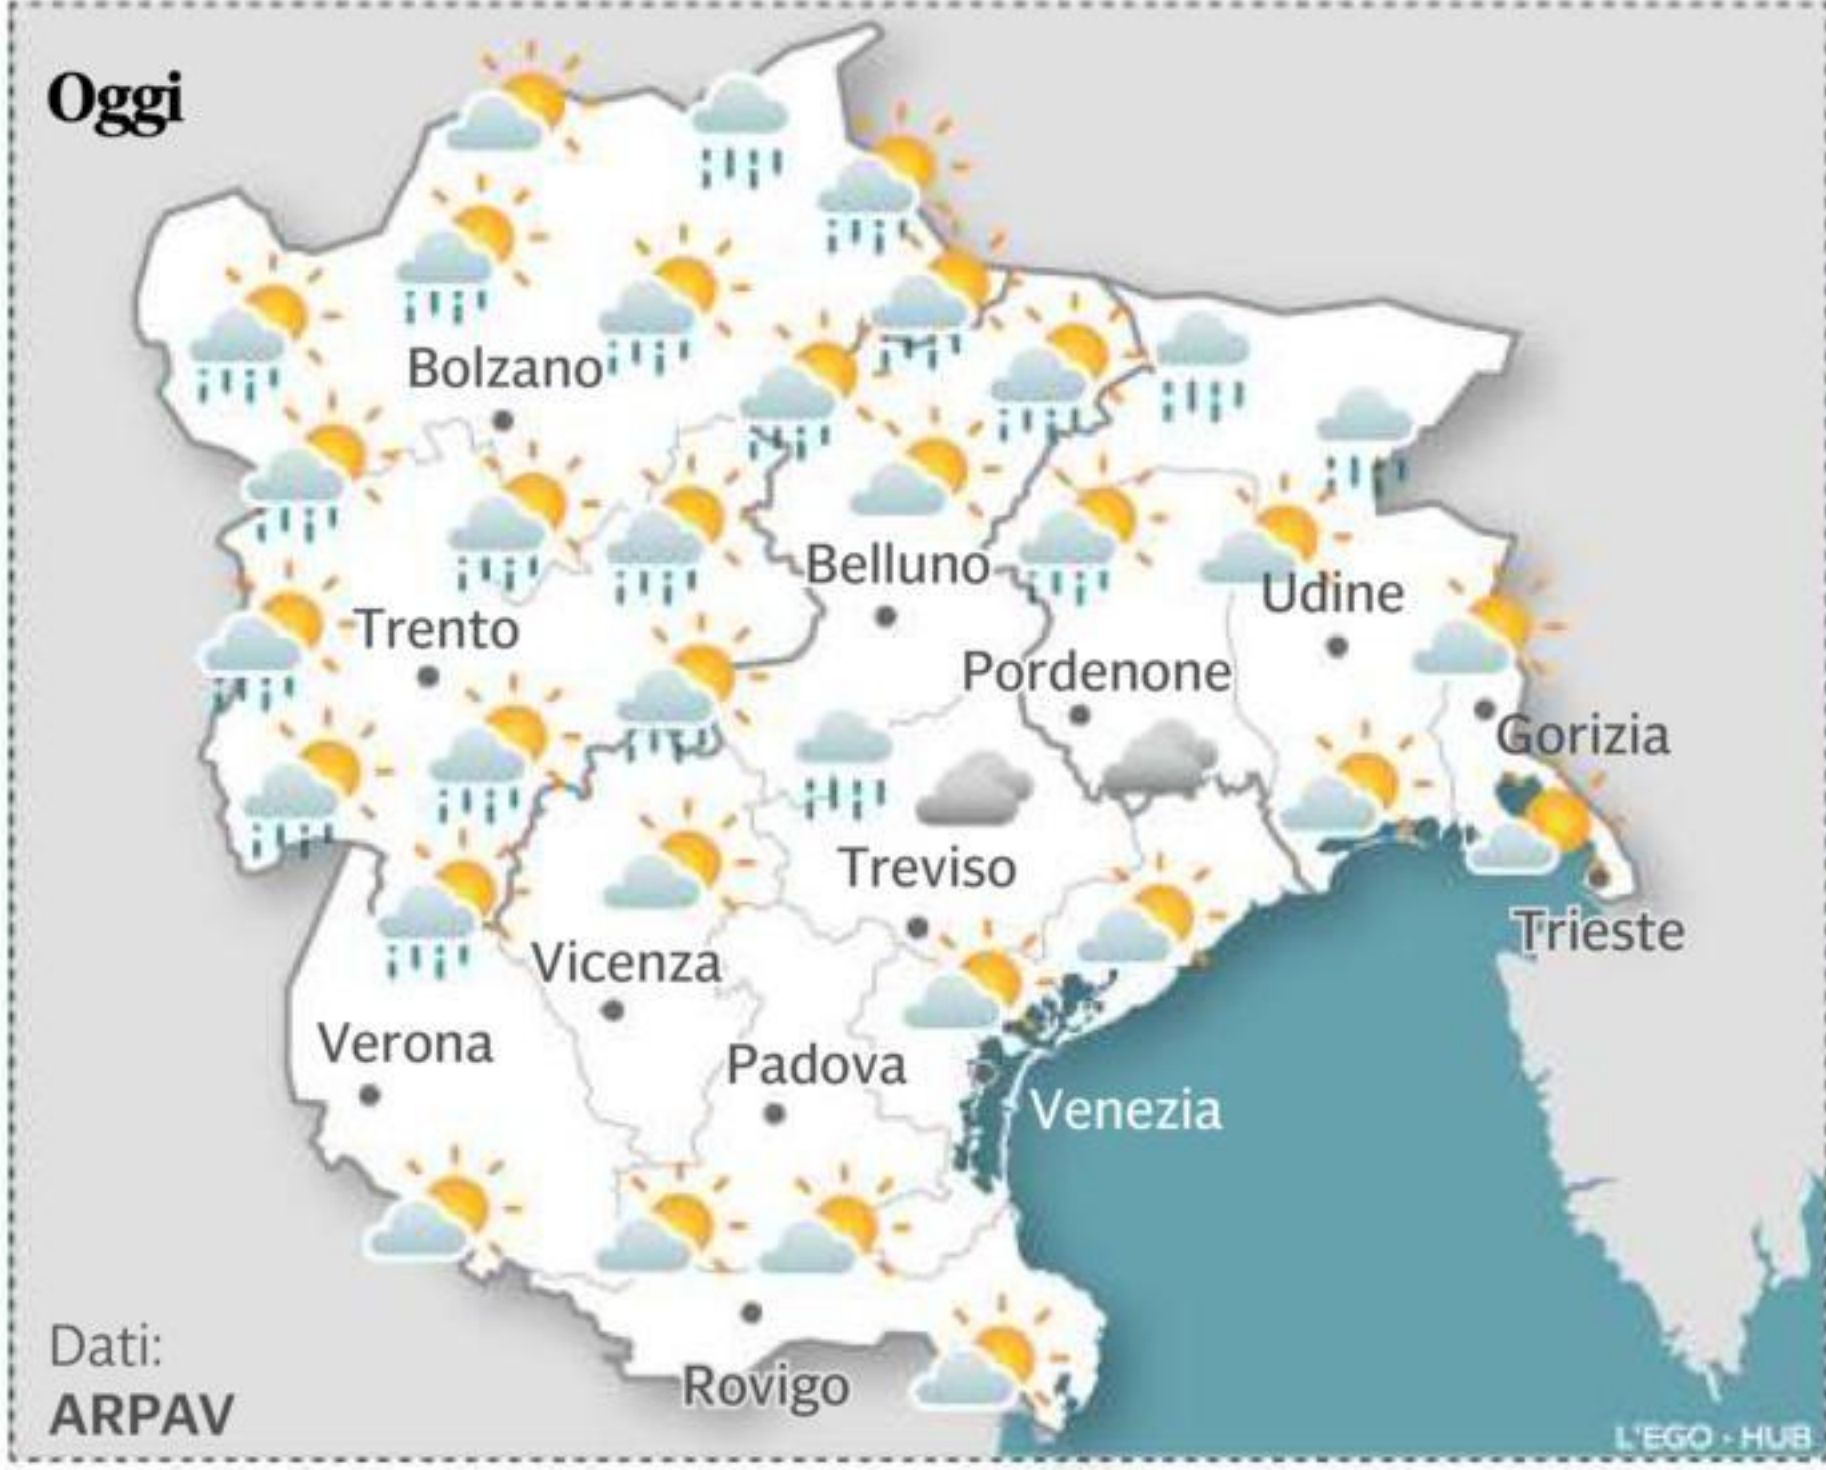 Oggi
Bolzano
Belluno
Udine
Trento
Pordenone
Gorizia
Treviso
Trieste
Vicenza
Verona
Padova
Venezia
Rovigo
Dati:
ARPAV
L'EGO - HUB